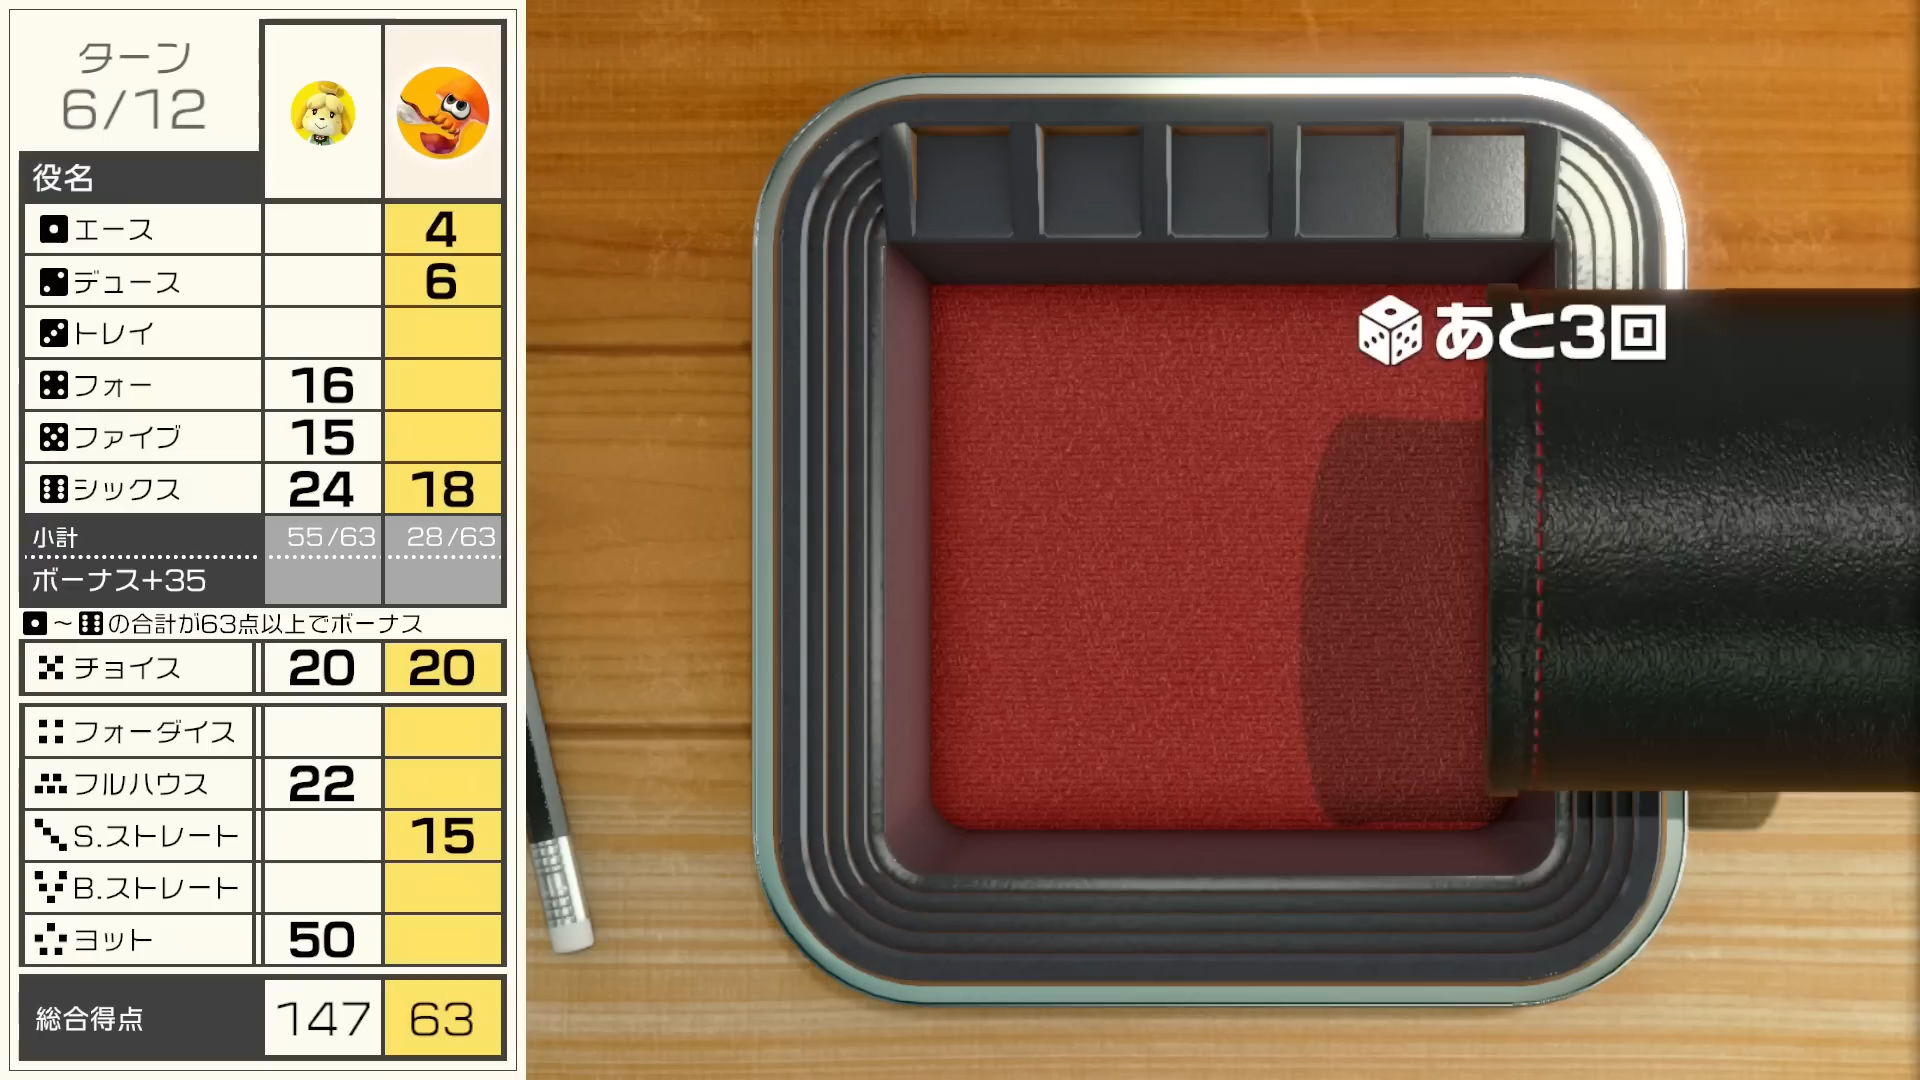 ターン
6/12
役名
エース 4
デュース 6
トレイ
フォー 16
ファイブ 15
シックス 24 18
小計 55/63 28/63
ボーナス+35
~の合計が63点以上でボーナス
チョイス 20 20
フォーダイス
フルハウス 22
S.ストレート 15
B.ストレート
ヨット 50
総合得点 147 63
あと3回